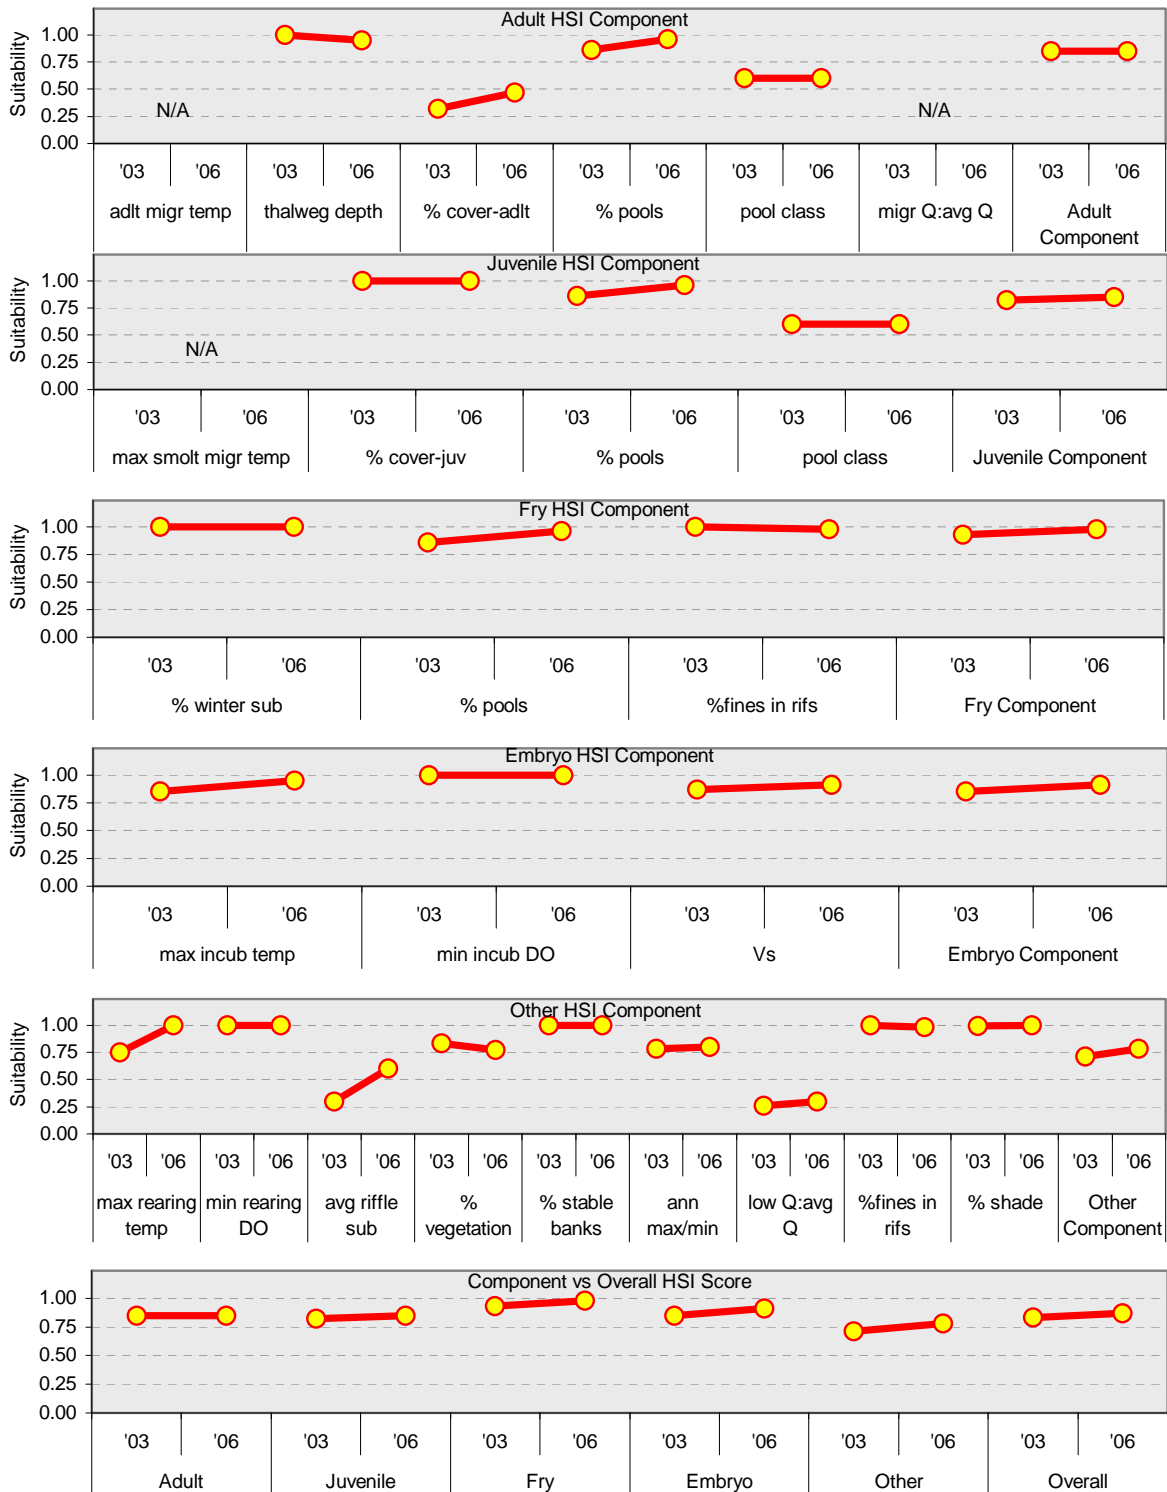 Adult HSI Component
Suitability
1.00
0.75
0.50
0.25
0.00
N/A N/A
'03 '06 '03 '06 '03 '06 '03 '06 '03 '06 '03 '06 '03 '06
adlt migr temp thalweg depth % cover-adlt % pools pool class migr Q:avg Q Adult
Component
Juvenile HSI Component
Suitability
1.00
0.75
0.50
0.25
0.00
N/A
'03 '06 '03 '06 '03 '06 '03 '06 '03 '06
max smolt migr temp % cover-juv % pools pool class Juvenile Component
Fry HSI Component
Suitability
1.00
0.75
0.50
0.25
0.00
'03 '06 '03 '06 '03 '06 '03 '06
% winter sub % pools %fines in rifs Fry Component
Embryo HSI Component
Suitability
1.00
0.75
0.50
0.25
0.00
'03 '06 '03 '06 '03 '06 '03 '06
max incub temp min incub DO Vs Embryo Component
Other HSI Component
Suitability
1.00
0.75
0.50
0.25
0.00
'03 '06 '03 '06 '03 '06 '03 '06 '03 '06 '03 '06 '03 '06 '03 '06 '03 '06 '03 '06
max rearing min rearing avg riffle % % stable ann low Q:avg %fines in % shade Other
temp DO sub vegetation banks max/min Q rifs Component
Component vs Overall HSI Score
1.00
0.75
0.50
0.25
0.00
'03 '06 '03 '06 '03 '06 '03 '06 '03 '06 '03 '06
Adult Juvenile Fry Embryo Other Overall